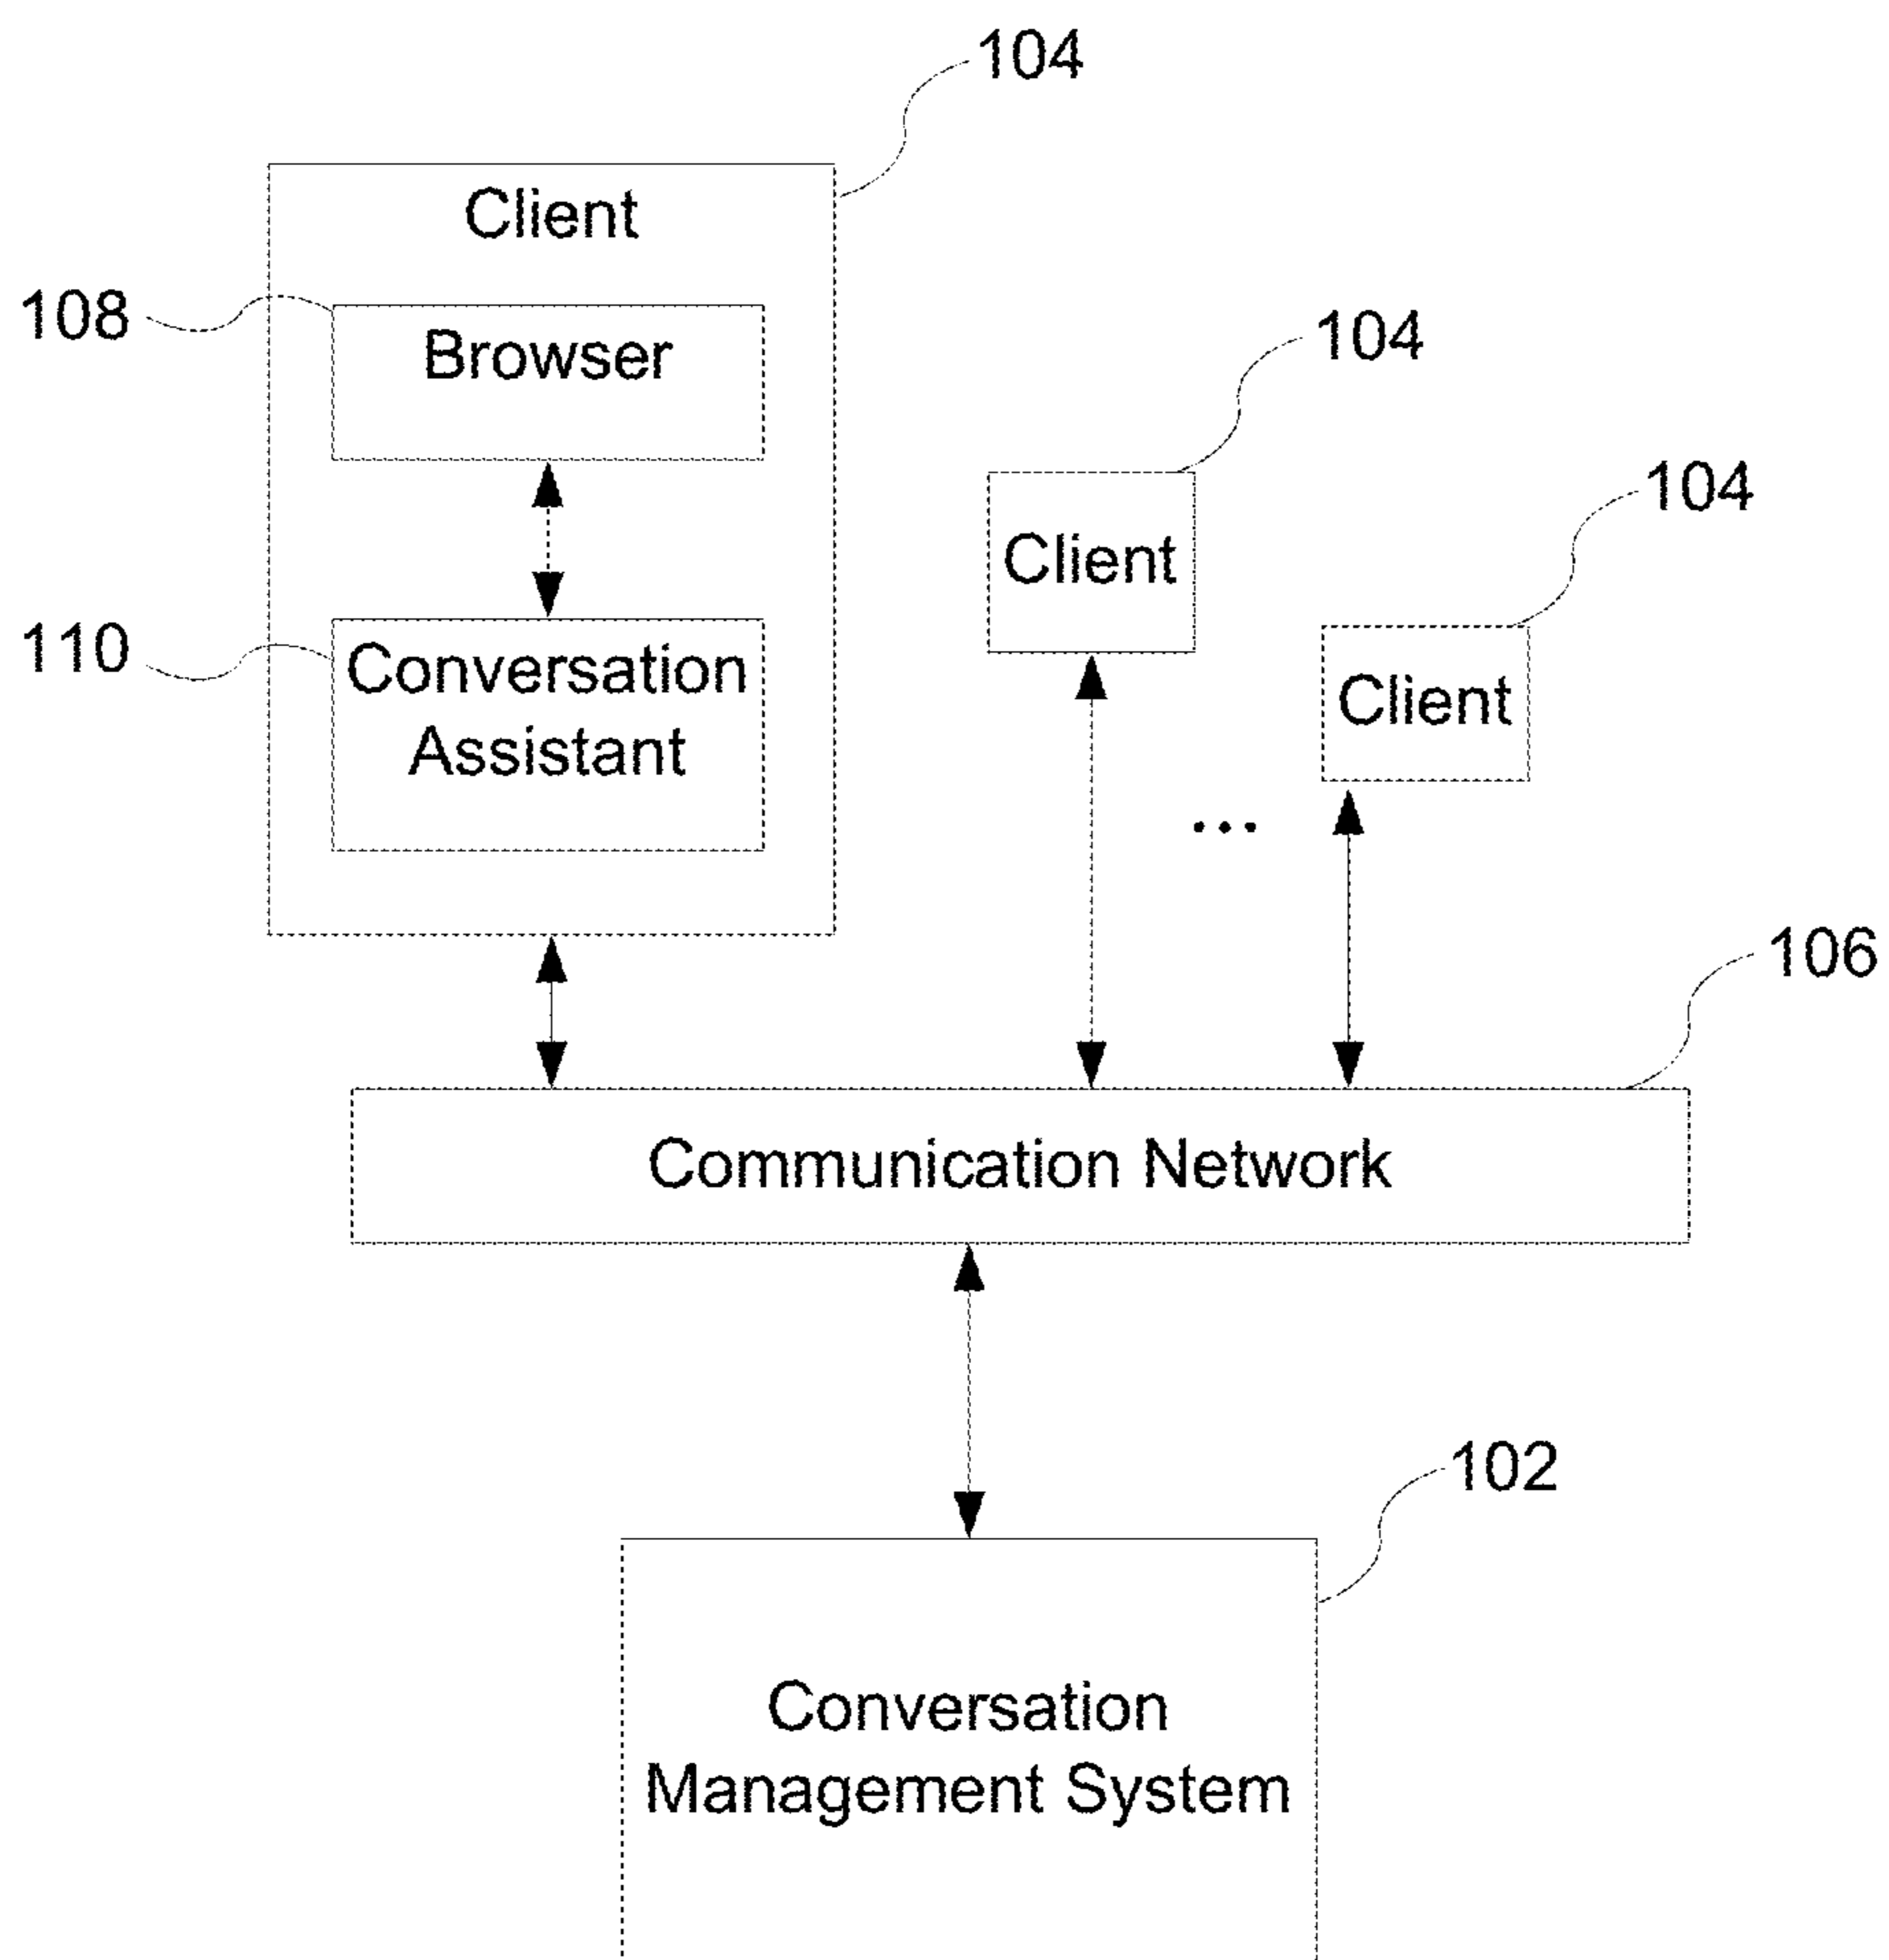 104
Client
108
Browser
104
104
Client
110
Conversation
Assistant
Client
...
106
Communication Network
102
Conversation
Management System